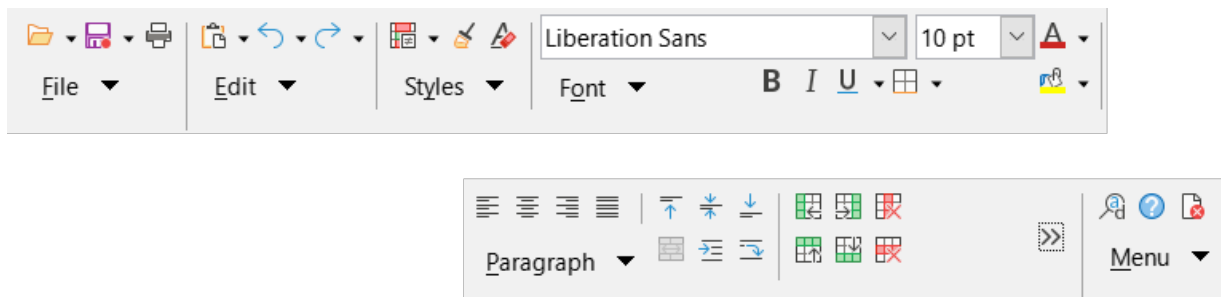 Liberation Sans 10 pt
File Edit Styles Font B I U
Paragraph Menu